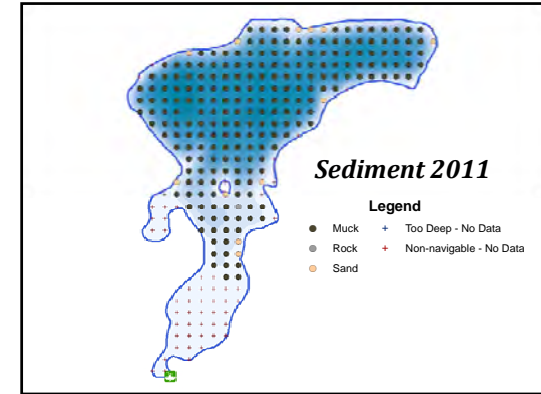 Sediment 2011
Legend
Muck + Too Deep - No Data
Rock + Non-navigable - No Data
Sand